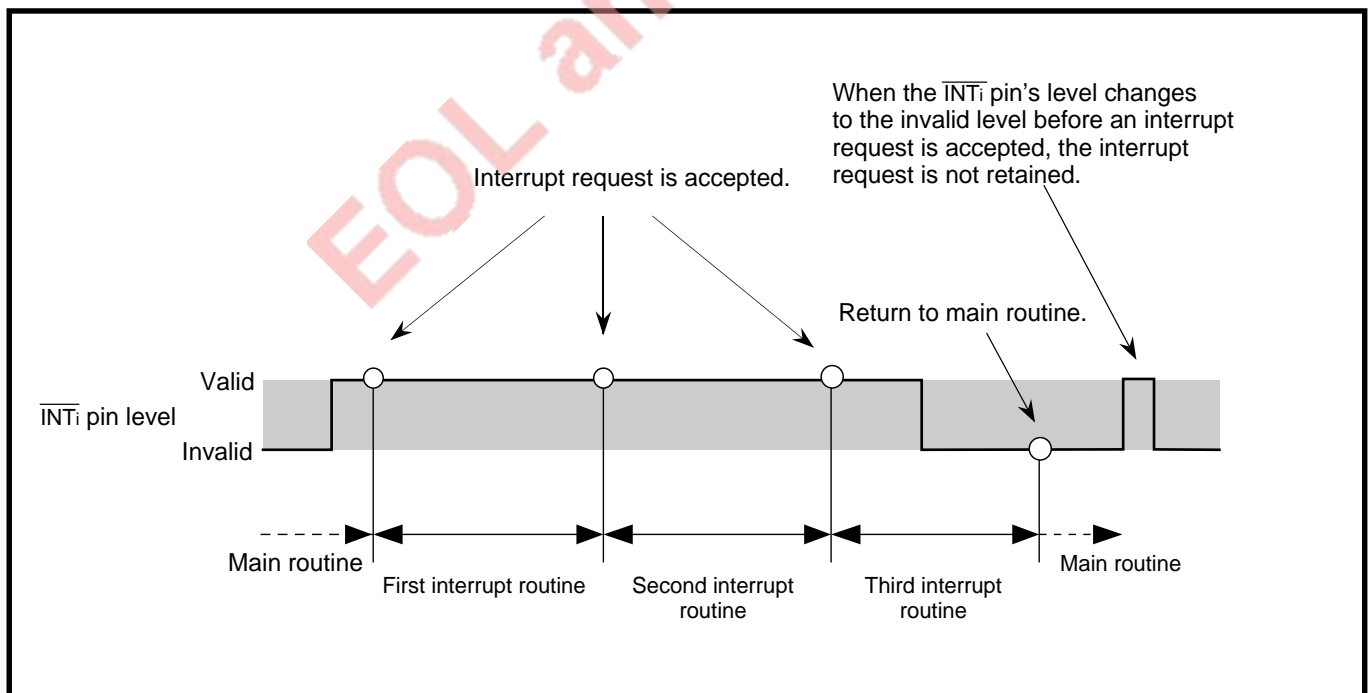 EOL an
When the INTi pin's level changes
to the invalid level before an interrupt
request is accepted, the interrupt
request is not retained.
Interrupt request is accepted.
Return to main routine.
Valid
INTi pin level
Invalid
Main routine
First interrupt routine
Second interrupt
routine
Third interrupt
routine
Main routine